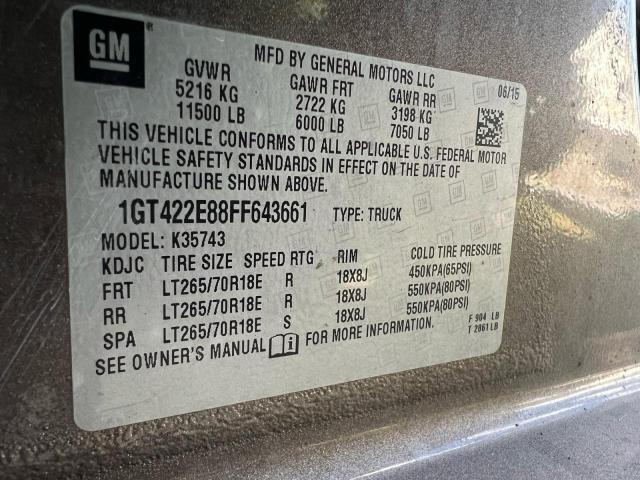 GM
MFD BY GENERAL MOTORS LLC
06/15
GVWR GAWR FRT GAWR RR
5216 KG 2722 KG 3198 KG
11500 LB 6000 LB 7050 LB
THIS VEHICLE CONFORMS TO ALL APPLICABLE U.S. FEDERAL MOTOR
VEHICLE SAFETY STANDARDS IN EFFECT ON THE DATE OF
MANUFACTURE SHOWN ABOVE.
1GT422E88FF643661 TYPE: TRUCK
MODEL: K35743
KDJC TIRE SIZE SPEED RTG RIM COLD TIRE PRESSURE
FRT LT265/70R18E R 18X8J 450KPA(65PSI)
RR LT265/70R18E R 18X8J 550KPA(80PSI)
SPA LT265/70R18E S 18X8J 550KPA(80PSI)
SEE OWNER'S MANUAL i FOR MORE INFORMATION.
F 904 LB
T 2861 LB